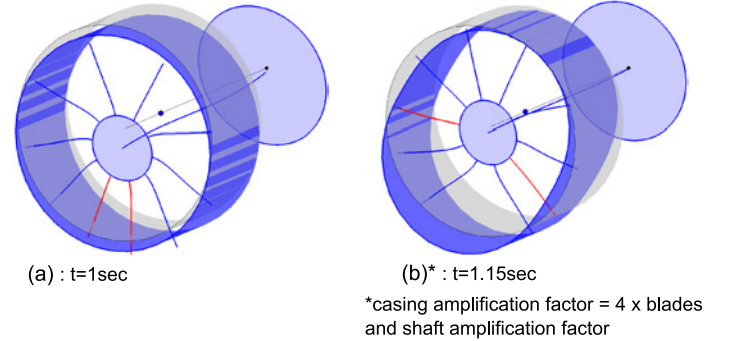 (a) : t=1sec
(b)* : t=1.15sec
*casing amplification factor = 4 x blades
and shaft amplification factor